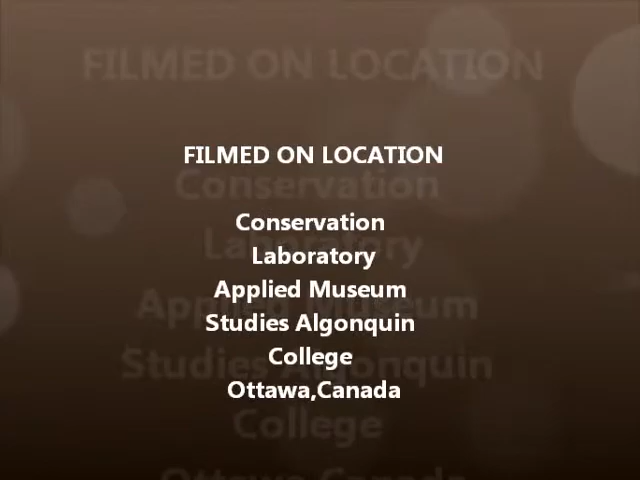 FILMED ON LOCATION
Conservation
Laboratory
Applied Museum
Studies Algonquin
College
Ottawa,Canada